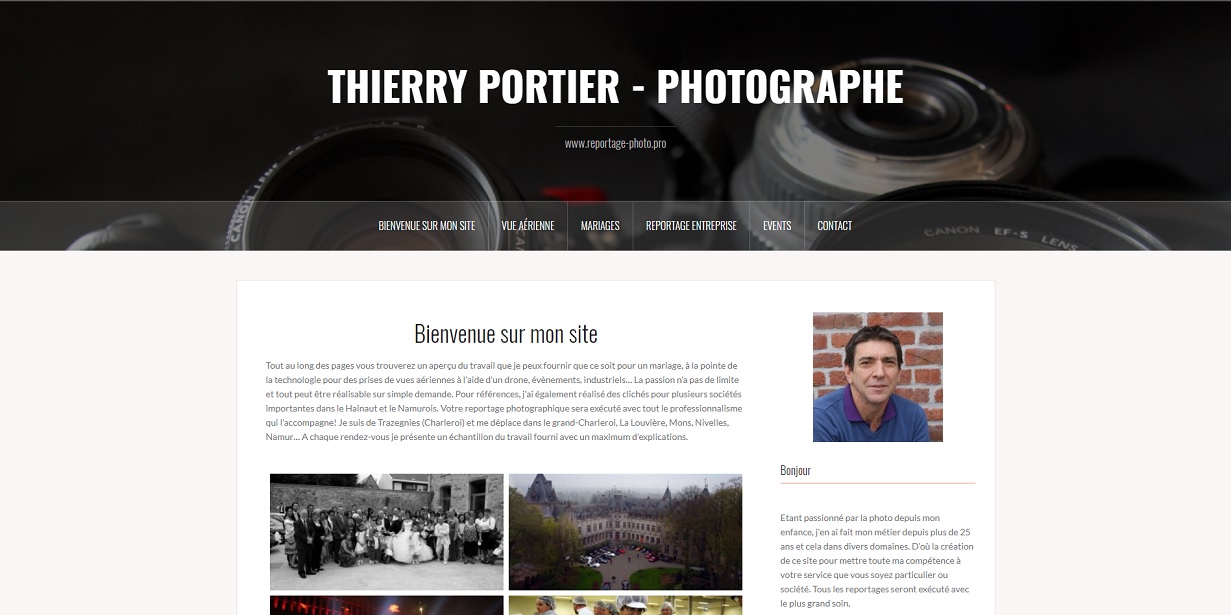 THIERRY PORTIER - PHOTOGRAPHE
www.reportage-photo.pro
CANON
CANON EF-S LENS
BIENVENUE SUR MON SITE VUE AÉRIENNE MARIAGES REPORTAGE ENTREPRISE EVENTS CONTACT
Bienvenue sur mon site
Tout au long des pages vous trouverez un aperçu du travail que je peux fournir que ce soit pour un mariage, à la pointe de
la technologie pour des prises de vues aériennes à l'aide d'un drone, évènements, industriels... La passion n'a pas de limite
et tout peut être réalisable sur simple demande. Pour références, j'ai également réalisé des clichés pour plusieurs sociétés
importantes dans le Hainaut et le Namurois. Votre reportage photographique sera exécuté avec tout le professionnalisme
qui l'accompagne! Je suis de Trazegnies (Charleroi) et me déplace dans le grand-Charleroi, La Louvière, Mons, Nivelles,
Namur... A chaque rendez-vous je présente un échantillon du travail fourni avec un maximum d'explications.
Bonjour
Etant passionné par la photo depuis mon
enfance, j'en ai fait mon métier depuis plus de 25
ans et cela dans divers domaines. D'où la création
de ce site pour mettre toute ma compétence à
votre service que vous soyez particulier ou
société. Tous les reportages seront exécuté avec
le plus grand soin.